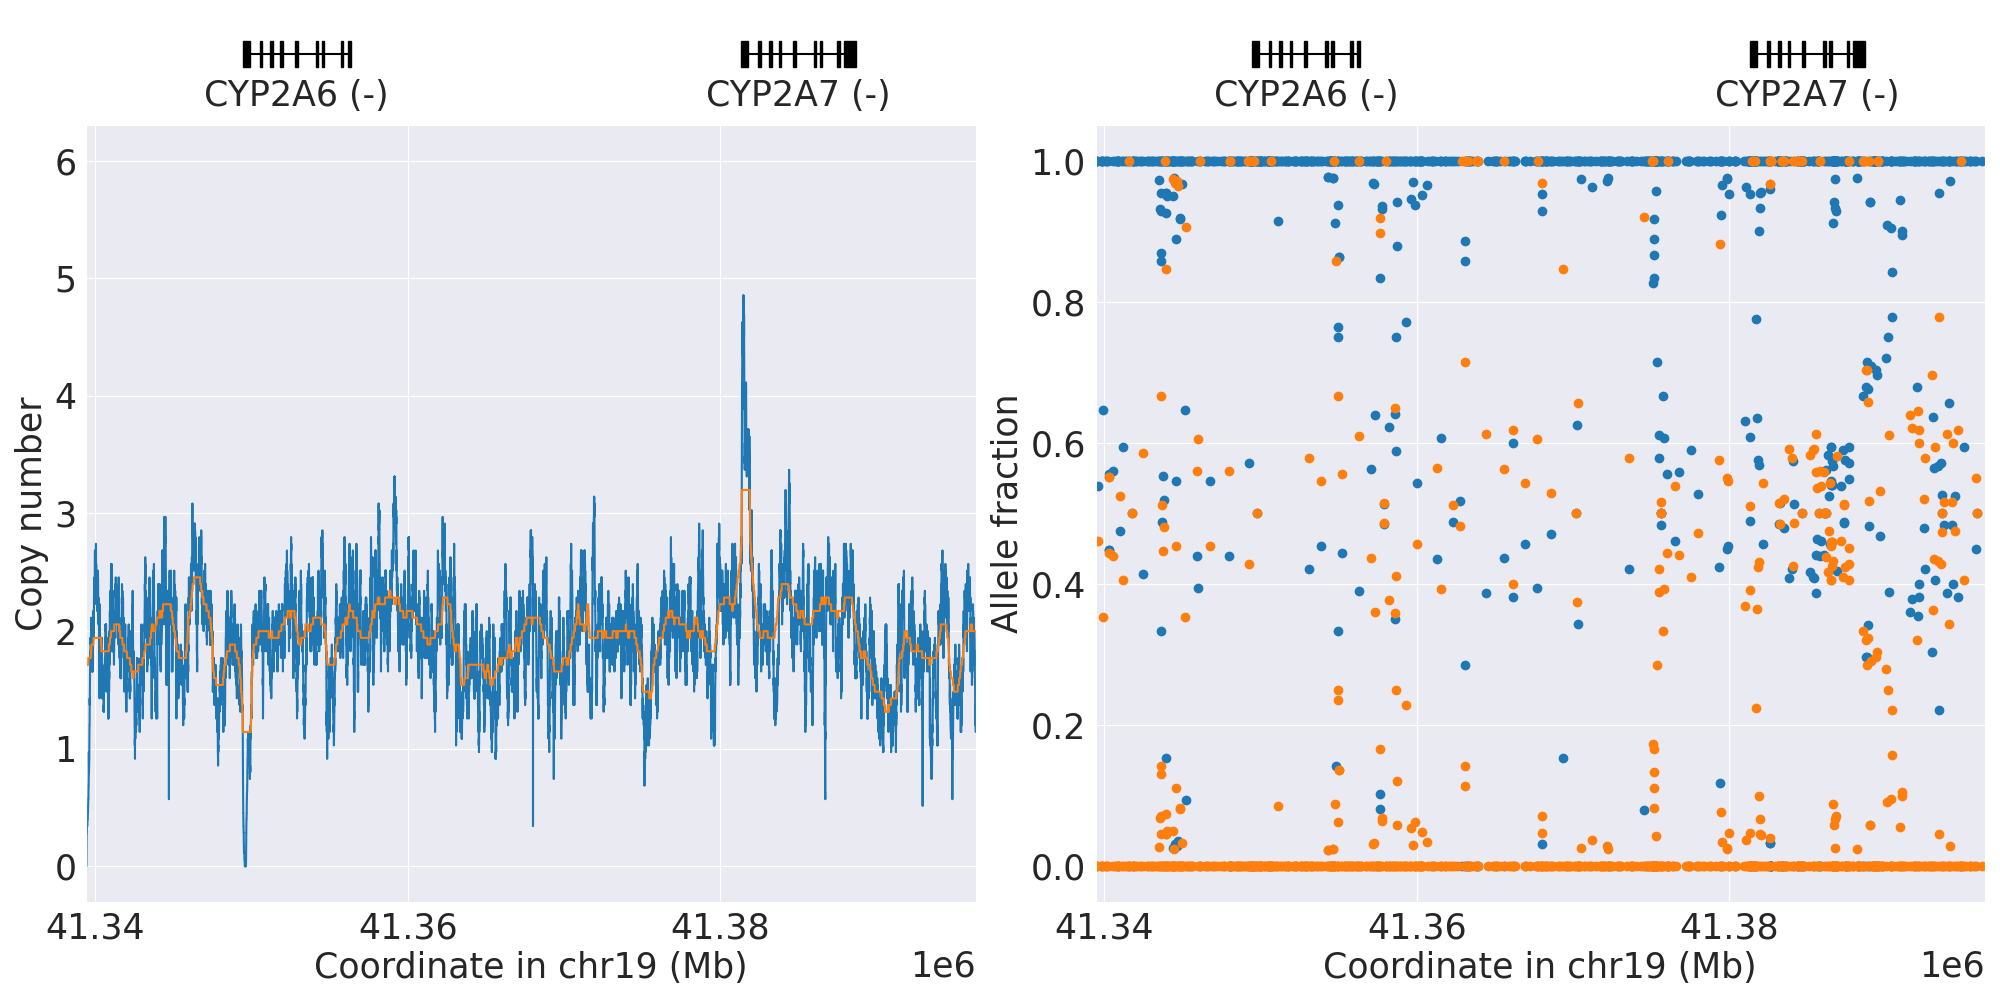 CYP2A6 (-)
CYP2A7 (-)
6
5
4
3
2
1
0
Copy number
41.34
41.36
41.38
Coordinate in chr19 (Mb)
1e6
CYP2A6 (-)
CYP2A7 (-)
1.0
0.8
0.6
0.4
0.2
0.0
Allele fraction
41.34
41.36
41.38
Coordinate in chr19 (Mb)
1e6